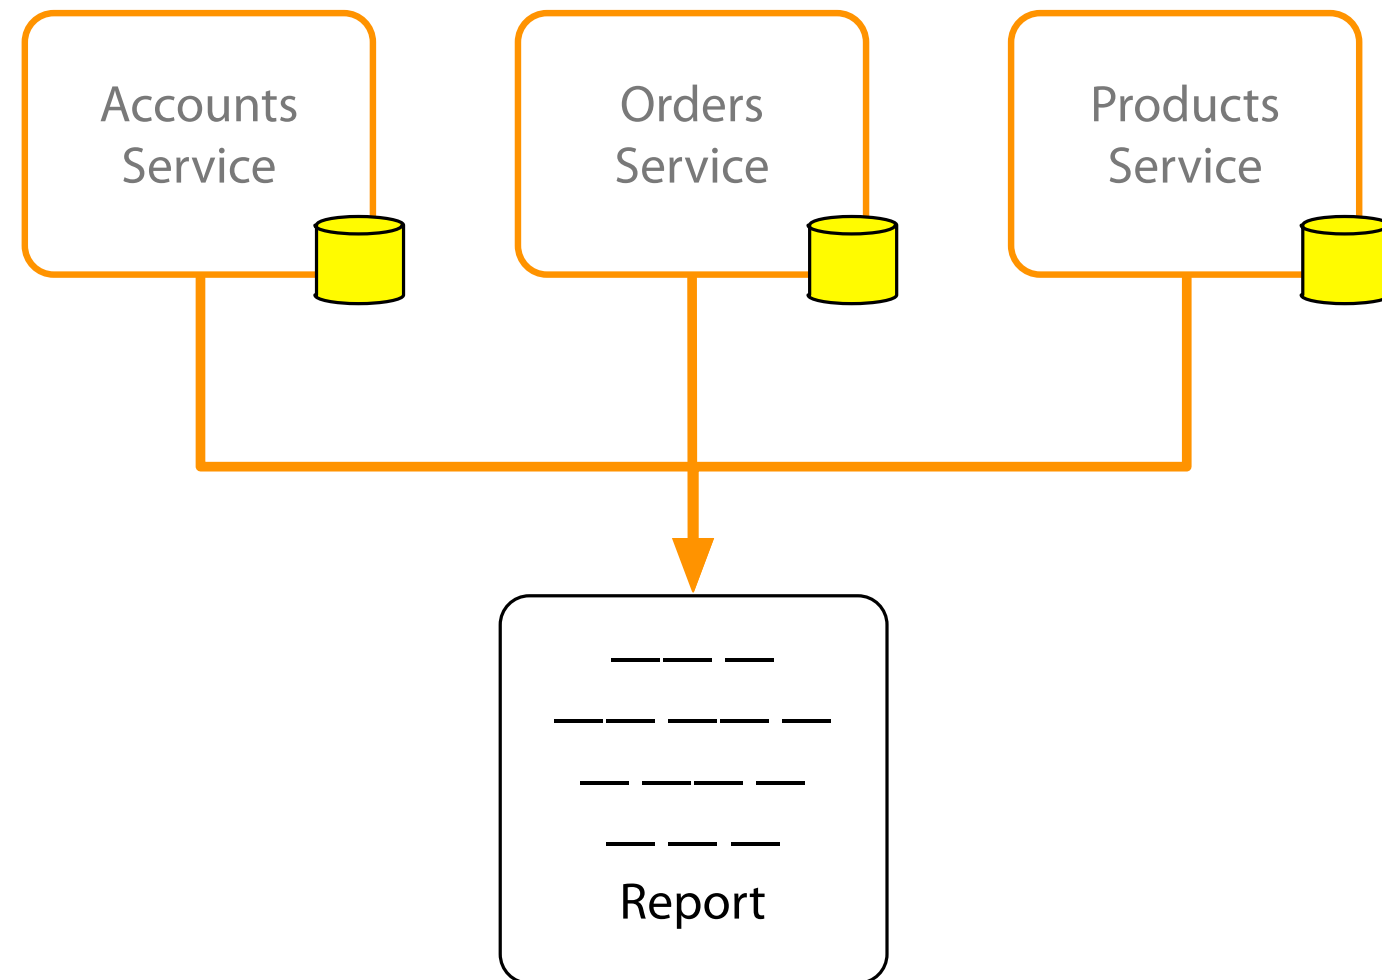 Accounts
Service
Orders
Service
Products
Service
Report